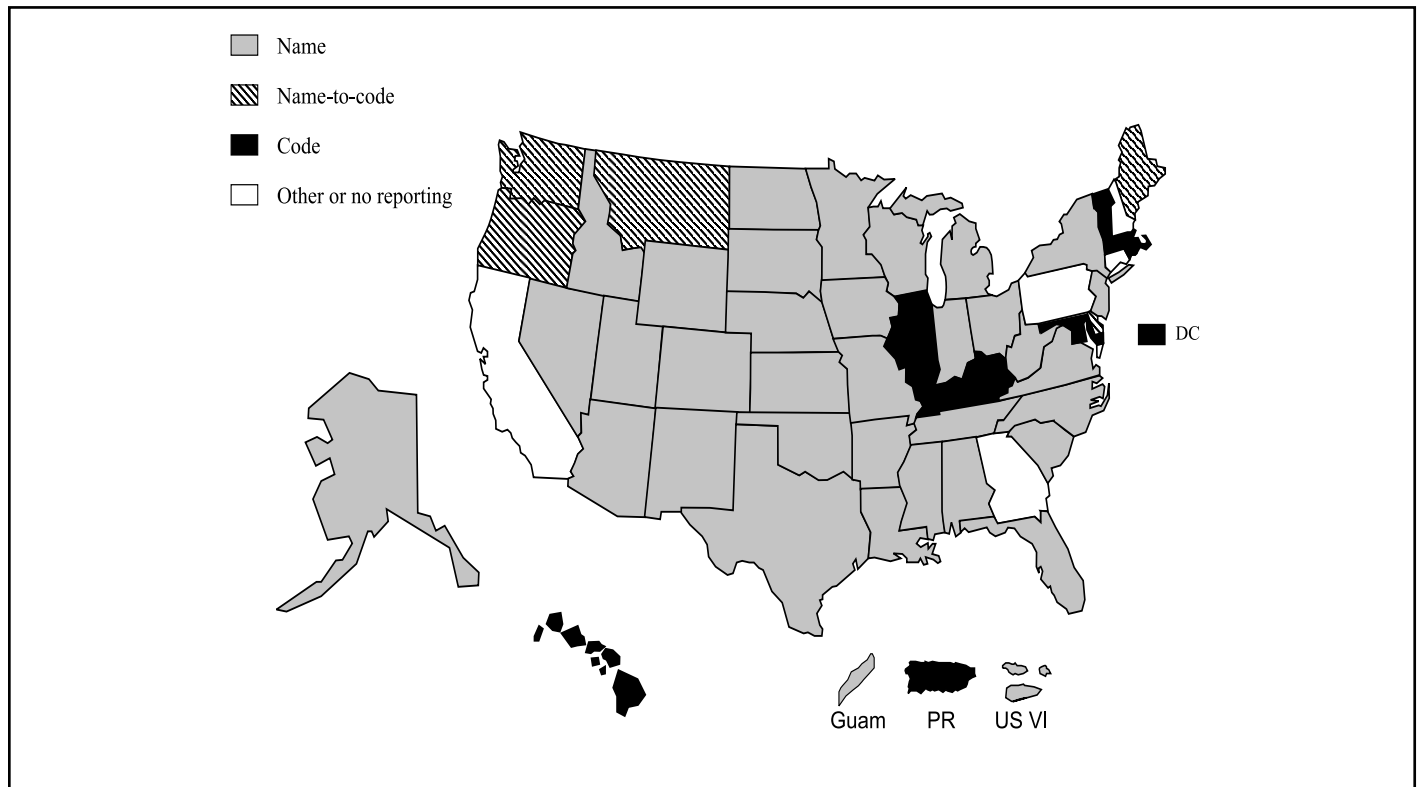 Name
Name-to-code
Code
Other or no reporting
DC
Guam
PR
US VI